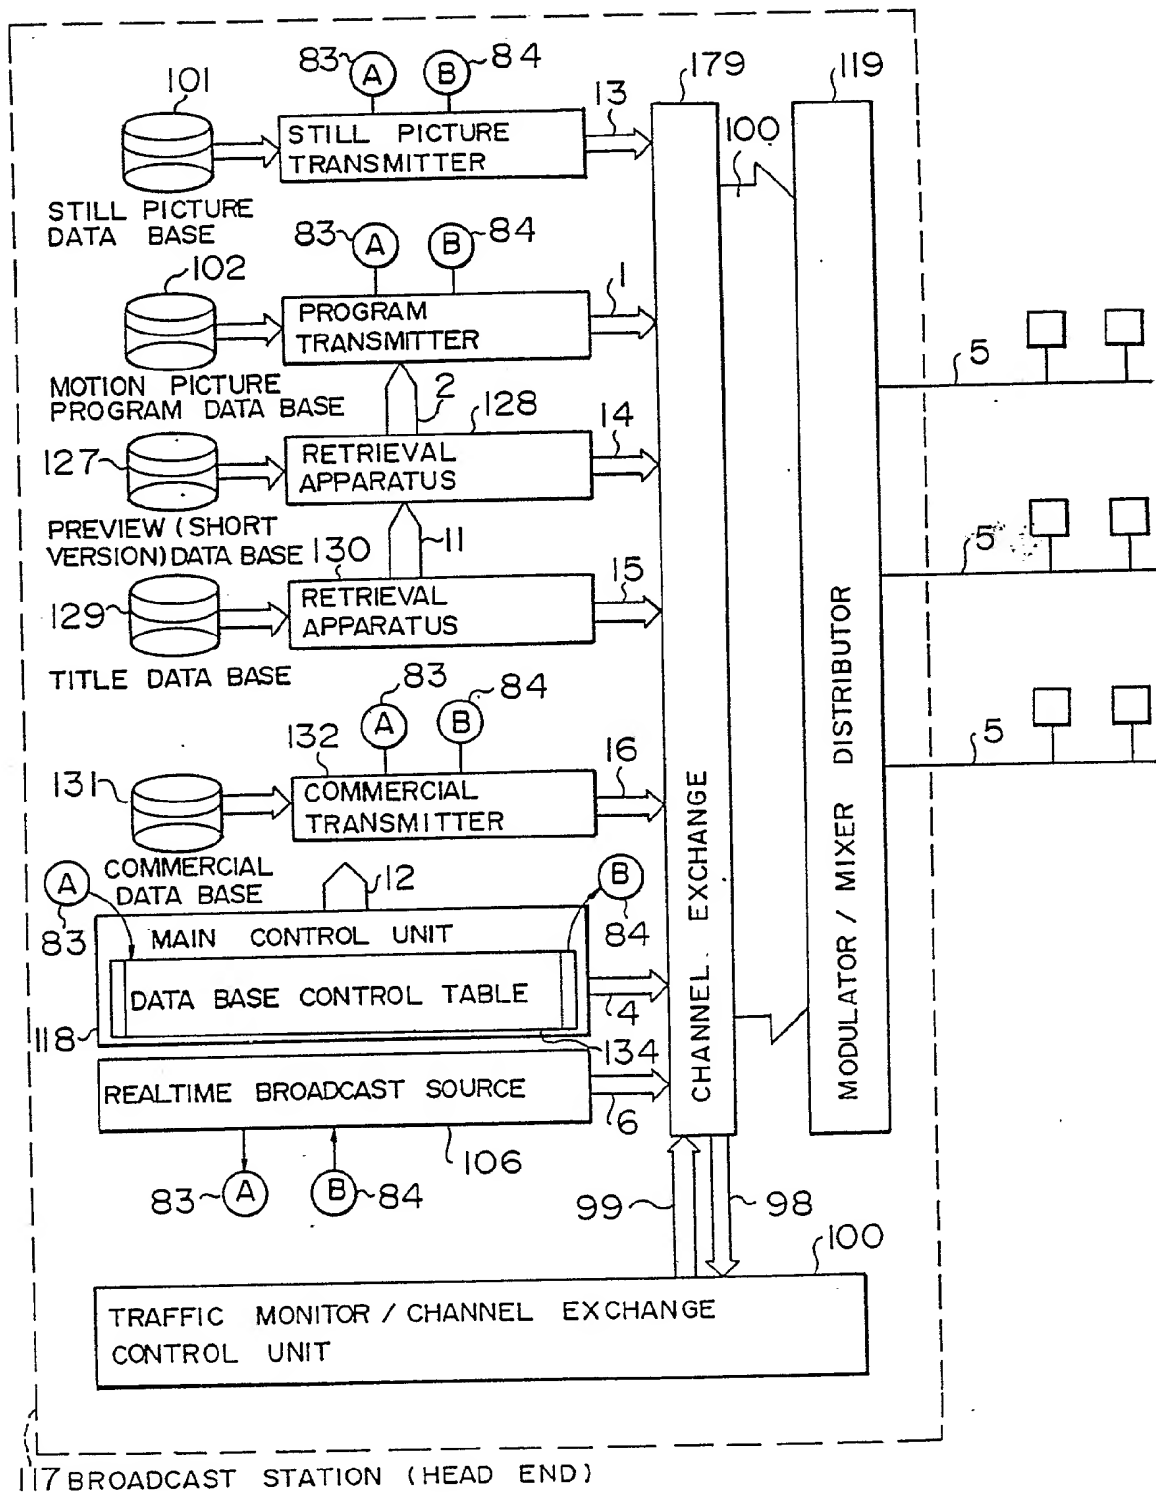 83
84
A
B
101
13
179
119
STILL PICTURE
TRANSMITTER
100
STILL PICTURE
DATA BASE
83
84
A
B
102
1
PROGRAM
TRANSMITTER
5
MOTION PICTURE
PROGRAM DATA BASE
2
128
14
127
RETRIEVAL
APPARATUS
PREVIEW (SHORT
VERSION) DATA BASE
130
11
5
15
129
RETRIEVAL
APPARATUS
TITLE DATA BASE
83
84
A
B
132
16
5
131
COMMERCIAL
TRANSMITTER
COMMERCIAL
DATA BASE
12
A
83
B
84
MAIN CONTROL UNIT
DATA BASE CONTROL TABLE
4
118
134
REALTIME BROADCAST SOURCE
6
106
83
A
B
84
CHANNEL. EXCHANGE
MODULATOR / MIXER DISTRIBUTOR
99
98
100
TRAFFIC MONITOR / CHANNEL EXCHANGE
CONTROL UNIT
117 BROADCAST STATION (HEAD END)